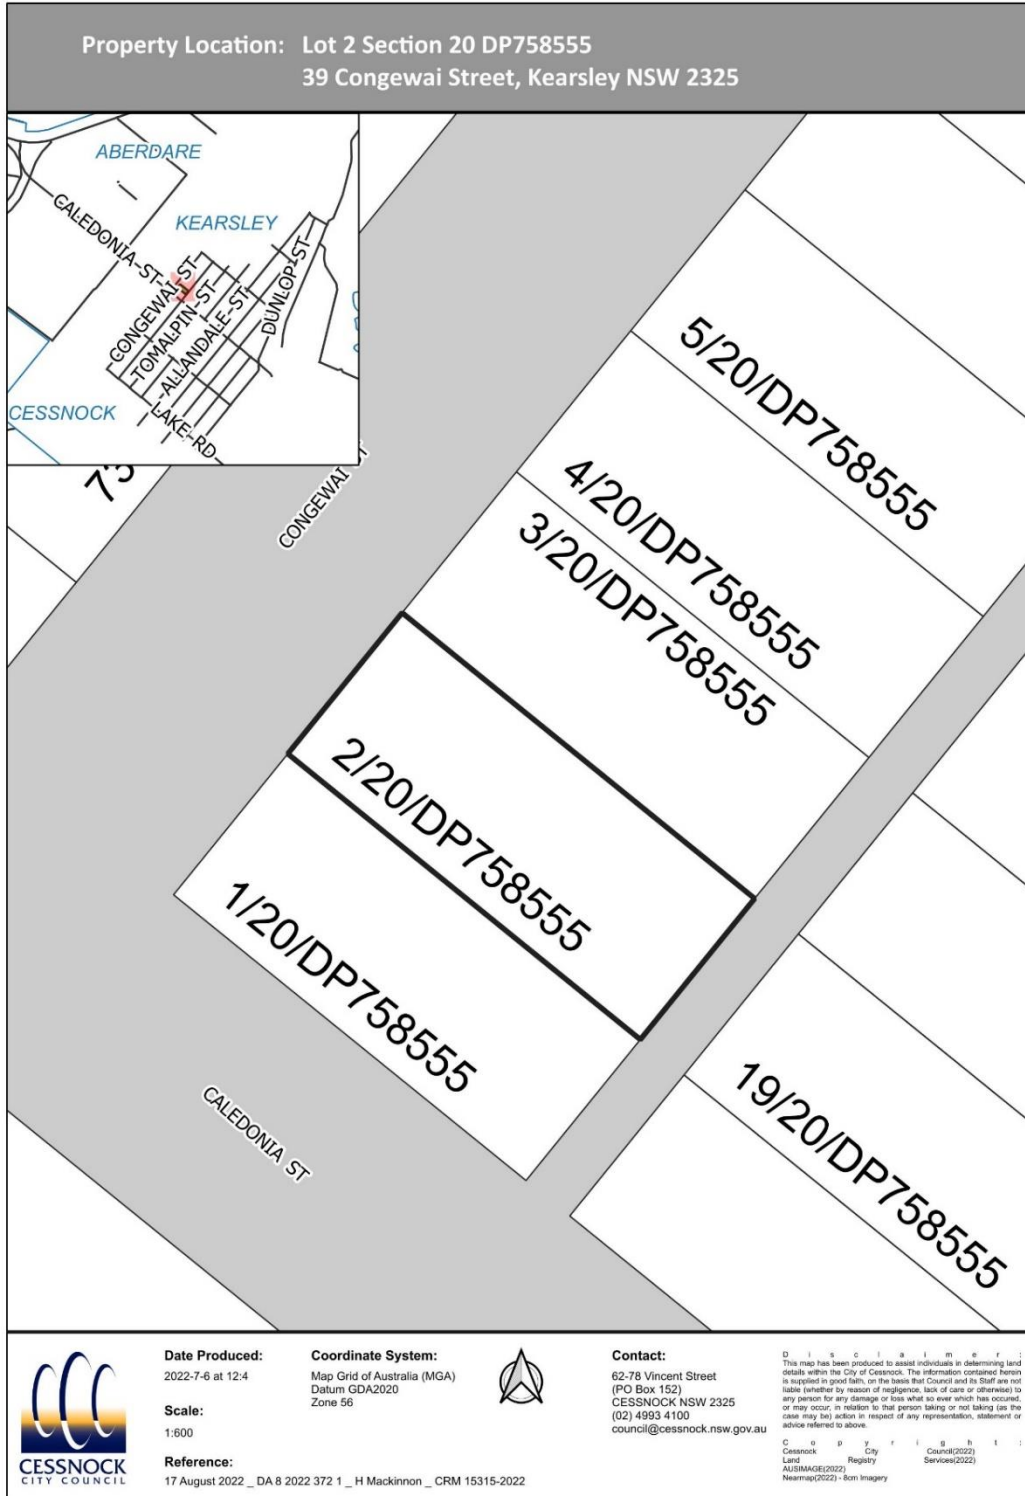 Property Location: Lot 2 Section 20 DP758555
39 Congewai Street, Kearsley NSW 2325
ABERDARE
KEARSLEY
CALEDONIA-ST
CONGEWAI-ST
TOMALPIN-ST
ALLANDALE-ST
DUNLOP-ST
LAKE-RD
CESSNOCK
CONGEWAI ST
5/20/DP758555
4/20/DP758555
3/20/DP758555
2/20/DP758555
1/20/DP758555
19/20/DP758555
CALEDONIA ST
CESSNOCK
CITY COUNCIL
Date Produced:
2022-7-6 at 12:4
Scale:
1:600
Reference:
17 August 2022 _ DA 8 2022 372 1 _ H Mackinnon _ CRM 15315-2022
Coordinate System:
Map Grid of Australia (MGA)
Datum GDA2020
Zone 56
Contact:
62-78 Vincent Street
(PO Box 152)
CESSNOCK NSW 2325
(02) 4993 4100
council@cessnock.nsw.gov.au
D i s c l a i m e r :
This map has been produced to assist individuals in determining land
details within the City of Cessnock. The information contained herein
is supplied in good faith, on the basis that Council and its Staff are not
liable (whether by reason of negligence, lack of care or otherwise) to
any person for any damage or loss what so ever which has occurred,
or may occur, in relation to that person taking or not taking (as the
case may be) action in respect of any representation, statement or
advice referred to above.
C o p y r i g h t :
Cessnock City Council(2022)
Land Registry Services(2022)
AUSIMAGE(2022)
Nearmap(2022) - 8cm Imagery